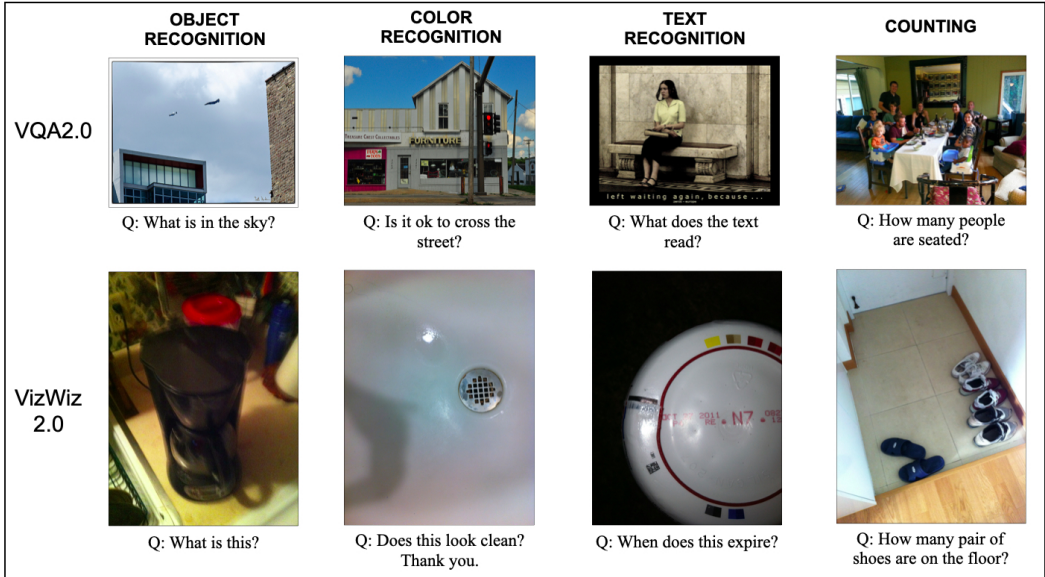 OBJECT
RECOGNITION
COLOR
RECOGNITION
TEXT
RECOGNITION
COUNTING
VQA2.0
FURNITURE
left waiting again, because ...
Q: What is in the sky?
Q: Is it ok to cross the
street?
Q: What does the text
read?
Q: How many people
are seated?
VizWiz
2.0
2011
N7
Q: What is this?
Q: Does this look clean?
Thank you.
Q: When does this expire?
Q: How many pair of
shoes are on the floor?